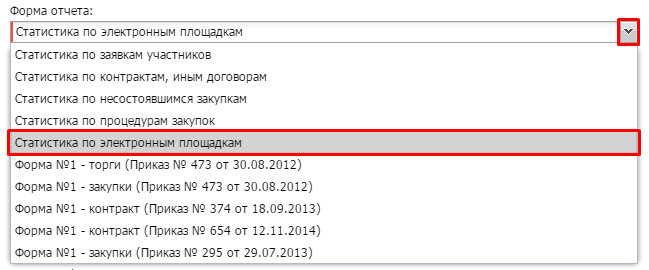 Форма отчета:
Статистика по электронным площадкам
Статистика по заявкам участников
Статистика по контрактам, иным договорам
Статистика по несостоявшимся закупкам
Статистика по процедурам закупок
Статистика по электронным площадкам
Форма №1 - торги (Приказ № 473 от 30.08.2012)
Форма №1 - закупки (Приказ № 473 от 30.08.2012)
Форма №1 - контракт (Приказ № 374 от 18.09.2013)
Форма №1 - контракт (Приказ № 654 от 12.11.2014)
Форма №1 - закупки (Приказ № 295 от 29.07.2013)